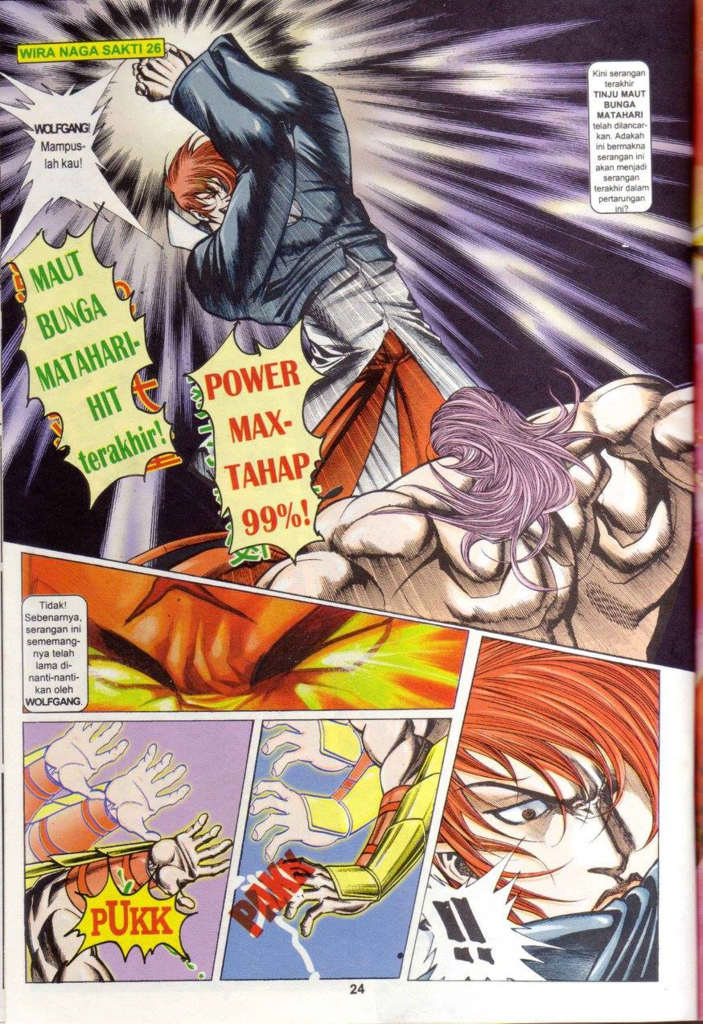 WIRA NAGA SAKTI 26
WOLFGANG!
Mampus-
lah kau!
Kini serangan
terakhir
TINJU MAUT
BUNGA
MATAHARI
telah dilancar-
kan. Adakah
ini bermakna
serangan ini
akan menjadi
serangan
terakhir dalam
pertarungan
ini?
MAUT
BUNGA
MATAHARI-
HIT
terakhir!
POWER
MAX-
TAHAP
99%!
Tidak!
Sebenarnya,
serangan ini
sememang-
nya telah
lama di-
nanti-nanti-
kan oleh
WOLFGANG.
PUKK
PAKK
!!
24